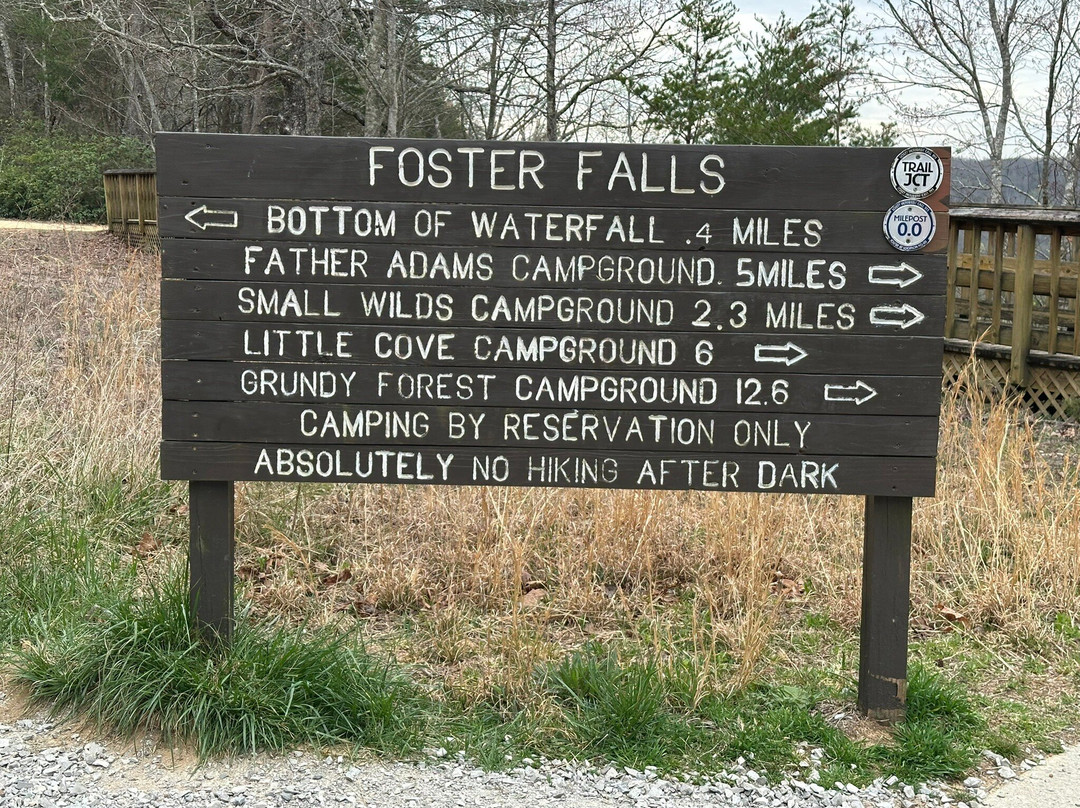 FOSTER FALLS
TRAIL
JCT
BOTTOM OF WATERFALL .4 MILES
MILEPOST
0.0
FATHER ADAMS CAMPGROUND .5MILES
SMALL WILDS CAMPGROUND 2.3 MILES
LITTLE COVE CAMPGROUND 6
GRUNDY FOREST CAMPGROUND 12.6
CAMPING BY RESERVATION ONLY
ABSOLUTELY NO HIKING AFTER DARK